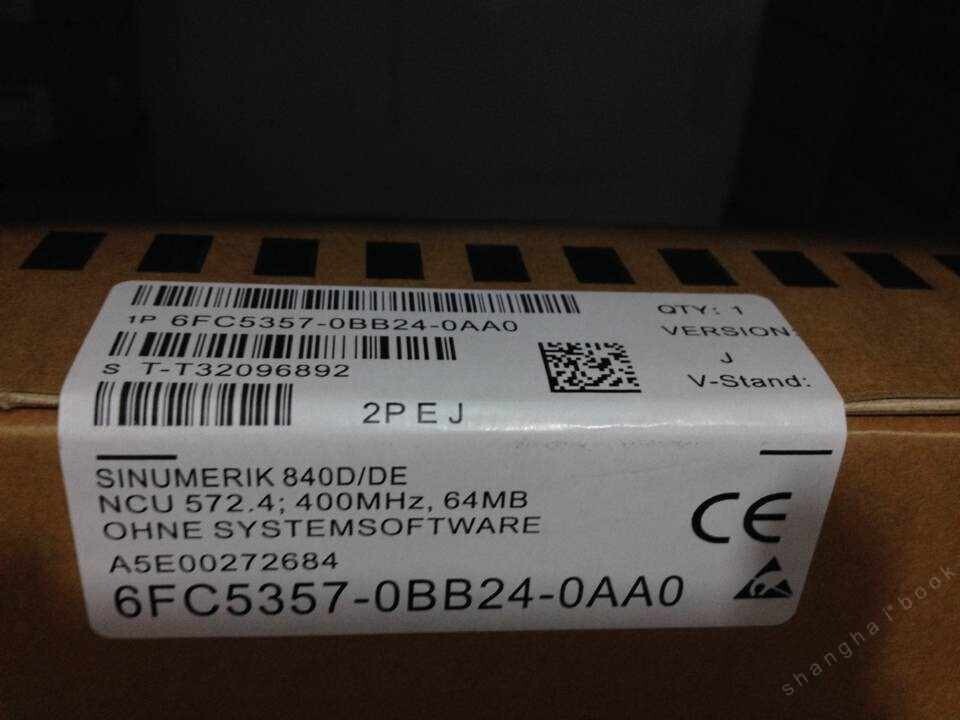 1P 6FC5357-0BB24-0AA0
QTY: 1
VERSION:
J
S T-T32096892
V-Stand:
2P E J
SINUMERIK 840D/DE
NCU 572.4; 400MHz, 64MB
OHNE SYSTEMSOFTWARE
A5E00272684
6FC5357-0BB24-0AA0
CE
shanghai*book